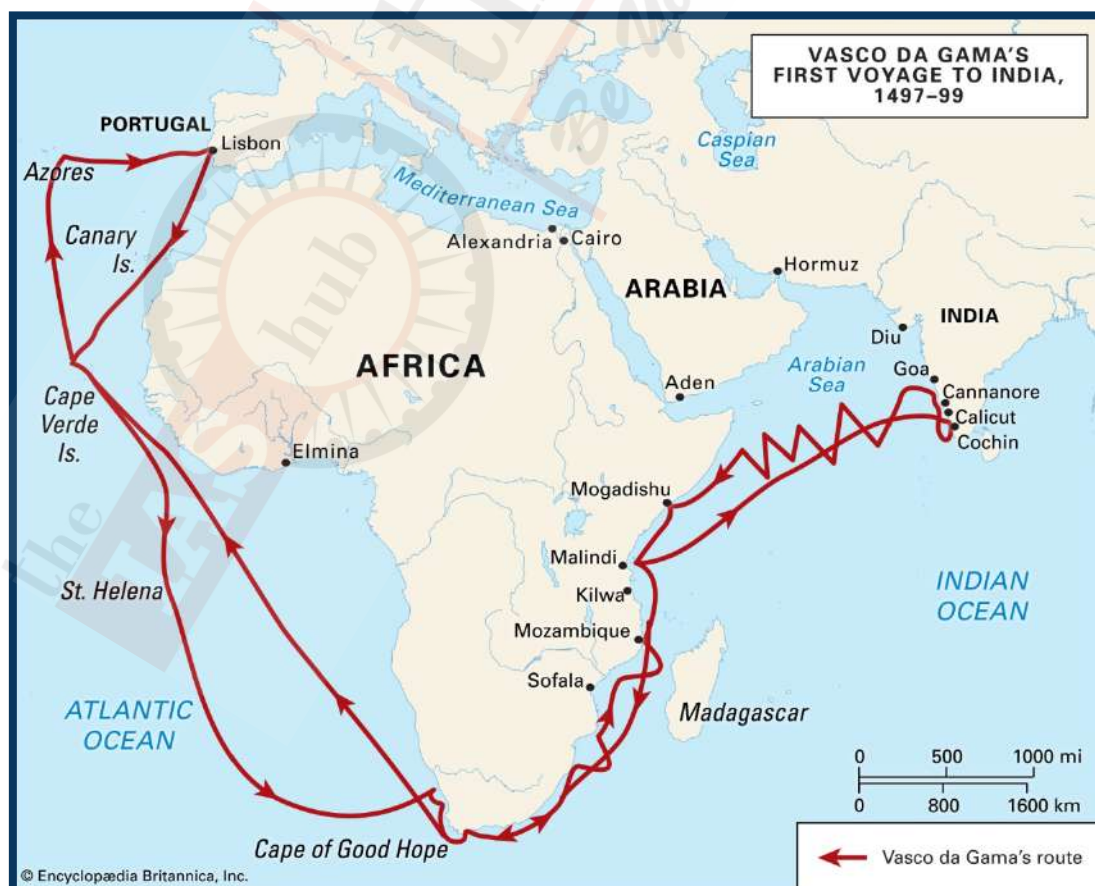 VASCO DA GAMA'S
FIRST VOYAGE TO INDIA,
1497–99
PORTUGAL
Lisbon
Azores
Caspian
Sea
Mediterranean Sea
Canary
Is.
Alexandria
Cairo
Hormuz
ARABIA
INDIA
Diu
AFRICA
Aden
Arabian
Sea
Goa
Cannanore
Calicut
Cochin
Cape
Verde
Is.
Elmina
Mogadishu
Malindi
St. Helena
Kilwa
INDIAN
OCEAN
Mozambique
Sofala
Madagascar
ATLANTIC
OCEAN
0 500 1000 mi
0 800 1600 km
Cape of Good Hope
Vasco da Gama's route
© Encyclopædia Britannica, Inc.
the
hub
Be